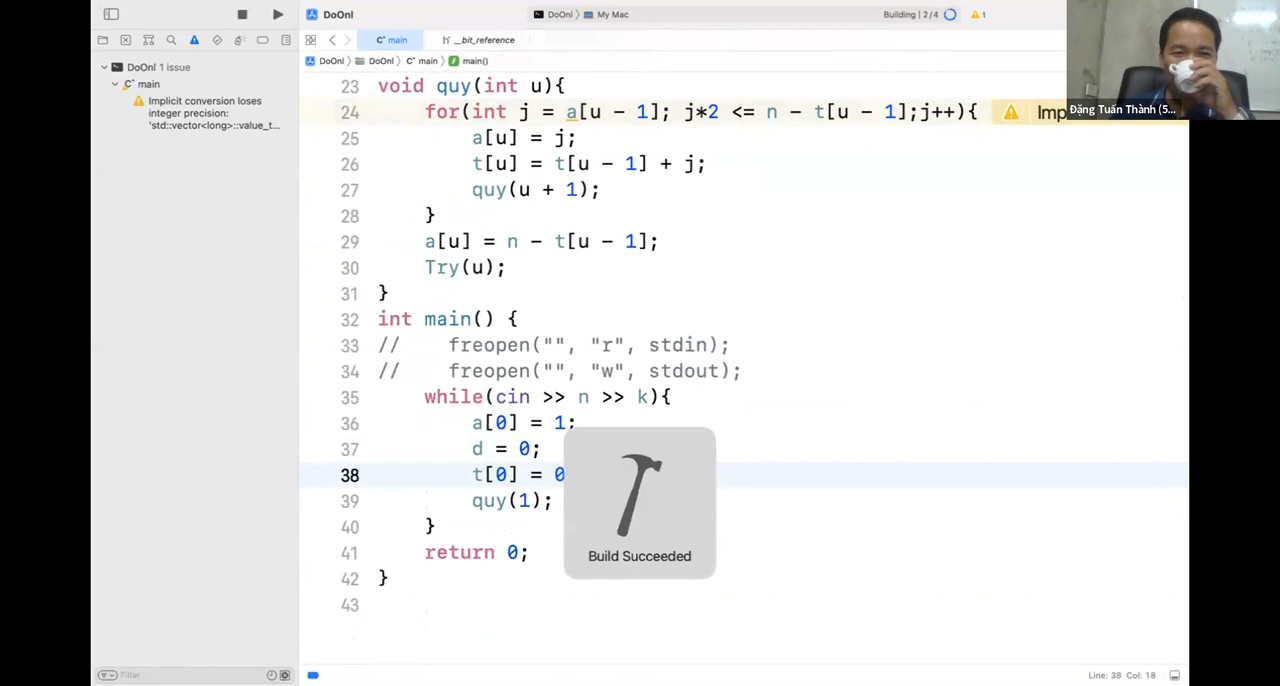 DoOnl
DoOnl 〉 My Mac
Building | 2/4
1
main
__bit_reference
DoOnl 〉 DoOnl 〉 main 〉 main()
DoOnl 1 issue
main
Implicit conversion loses
integer precision:
'std::vector<long>::value_t...
Đặng Tuấn Thành (5...
23 void quy(int u){
24 for(int j = a[u - 1]; j*2 <= n - t[u - 1];j++){ Imp
25 a[u] = j;
26 t[u] = t[u - 1] + j;
27 quy(u + 1);
28 }
29 a[u] = n - t[u - 1];
30 Try(u);
31 }
32 int main() {
33 // freopen("", "r", stdin);
34 // freopen("", "w", stdout);
35 while(cin >> n >> k){
36 a[0] = 1;
37 d = 0;
38 t[0] = 0
39 quy(1);
40 }
41 return 0;
42 }
43
Build Succeeded
Filter
Line: 38 Col: 18